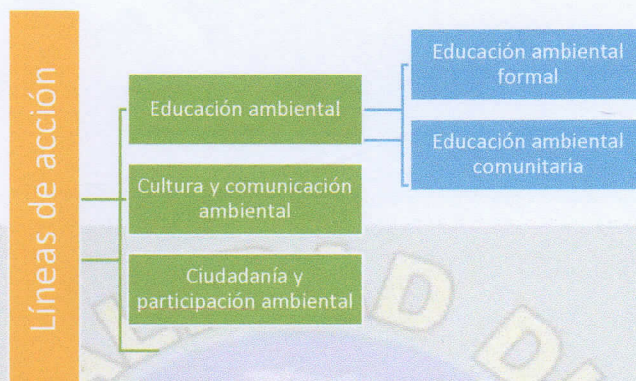 Líneas de acción
Educación ambiental
Educación ambiental
formal
Educación ambiental
comunitaria
Cultura y comunicación
ambiental
Ciudadanía y
participación ambiental